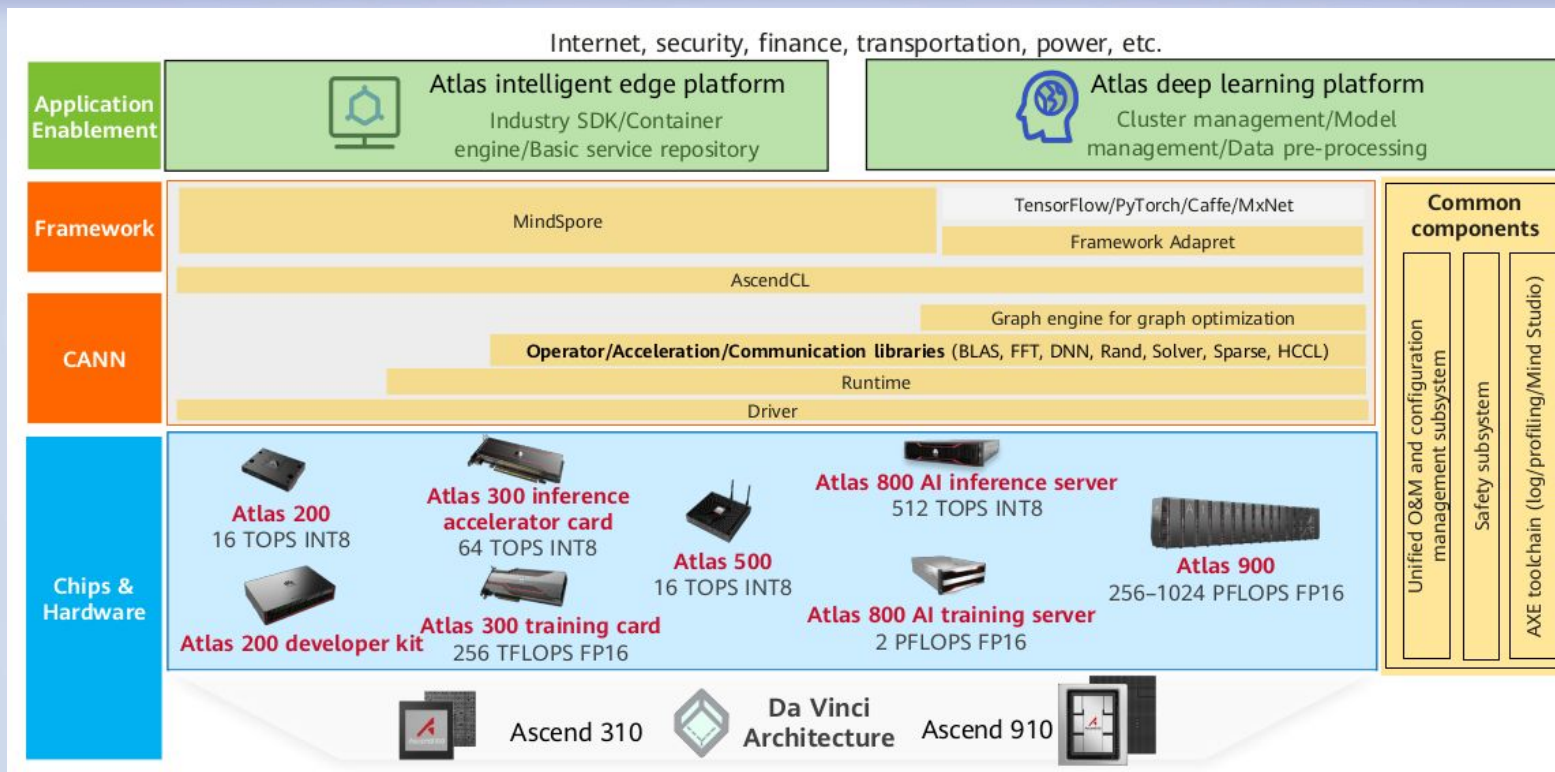 Internet, security, finance, transportation, power, etc.
Application
Enablement
Atlas intelligent edge platform
Industry SDK/Container
engine/Basic service repository
Atlas deep learning platform
Cluster management/Model
management/Data pre-processing
Framework
MindSpore
TensorFlow/PyTorch/Caffe/MxNet
Framework Adapret
AscendCL
CANN
Graph engine for graph optimization
Operator/Acceleration/Communication libraries (BLAS, FFT, DNN, Rand, Solver, Sparse, HCCL)
Runtime
Driver
Common
components
Unified O&M and configuration
management subsystem
Safety subsystem
AXE toolchain (log/profiling/Mind Studio)
Chips &
Hardware
Atlas 200
16 TOPS INT8
Atlas 300 inference
accelerator card
64 TOPS INT8
Atlas 500
16 TOPS INT8
Atlas 800 AI inference server
512 TOPS INT8
Atlas 900
256–1024 PFLOPS FP16
Atlas 200 developer kit
Atlas 300 training card
256 TFLOPS FP16
Atlas 800 AI training server
2 PFLOPS FP16
Ascend 310
Da Vinci
Architecture
Ascend 910